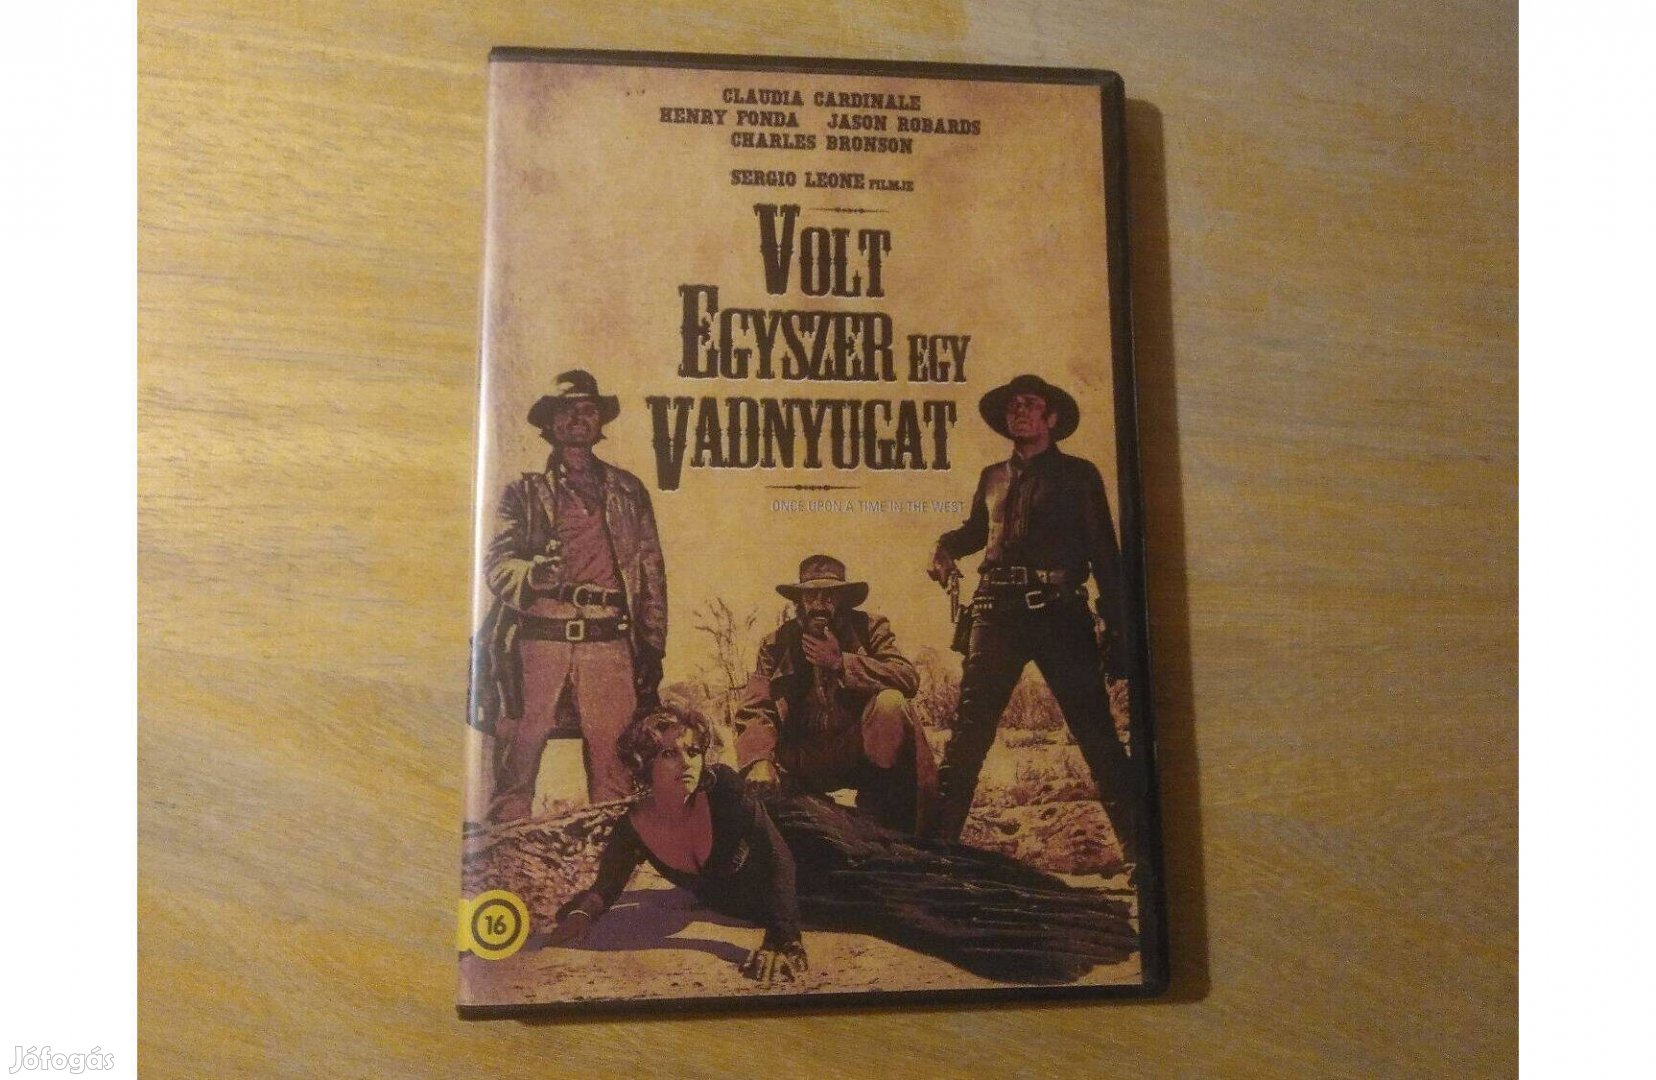 CLAUDIA CARDINALE
HENRY FONDA JASON ROBARDS
CHARLES BRONSON
SERGIO LEONE FILMJE
VOLT
EGYSZER EGY
VADNYUGAT
ONCE UPON A TIME IN THE WEST
16
Jófogás